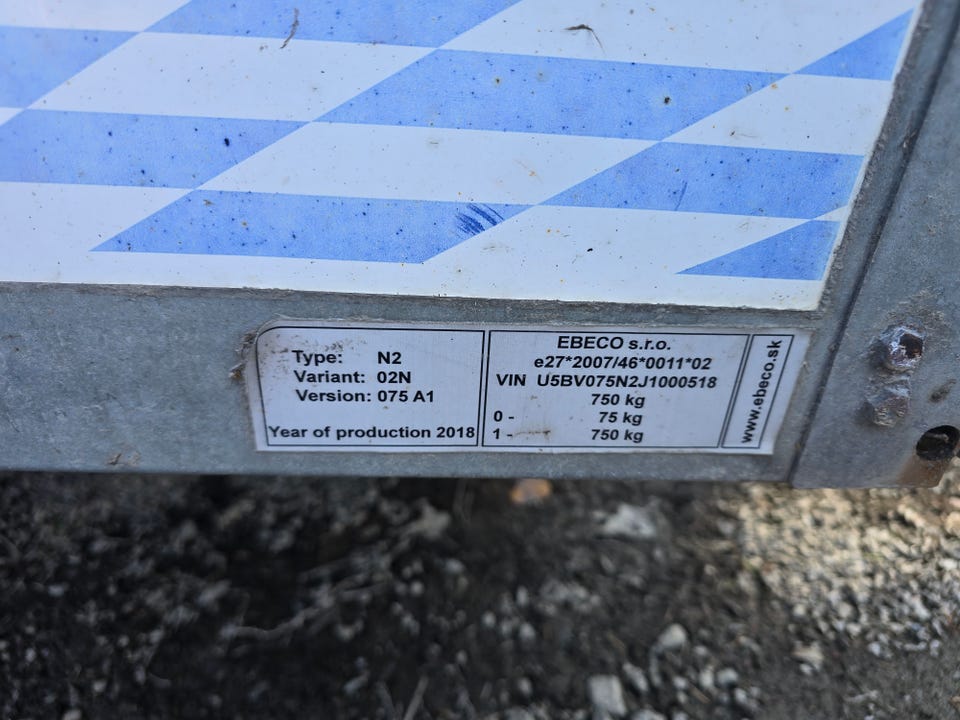 Type: N2
Variant: 02N
Version: 075 A1
Year of production 2018
EBECO s.r.o.
e27*2007/46*0011*02
VIN U5BV075N2J1000518
750 kg
0 - 75 kg
1 - 750 kg
www.ebeco.sk